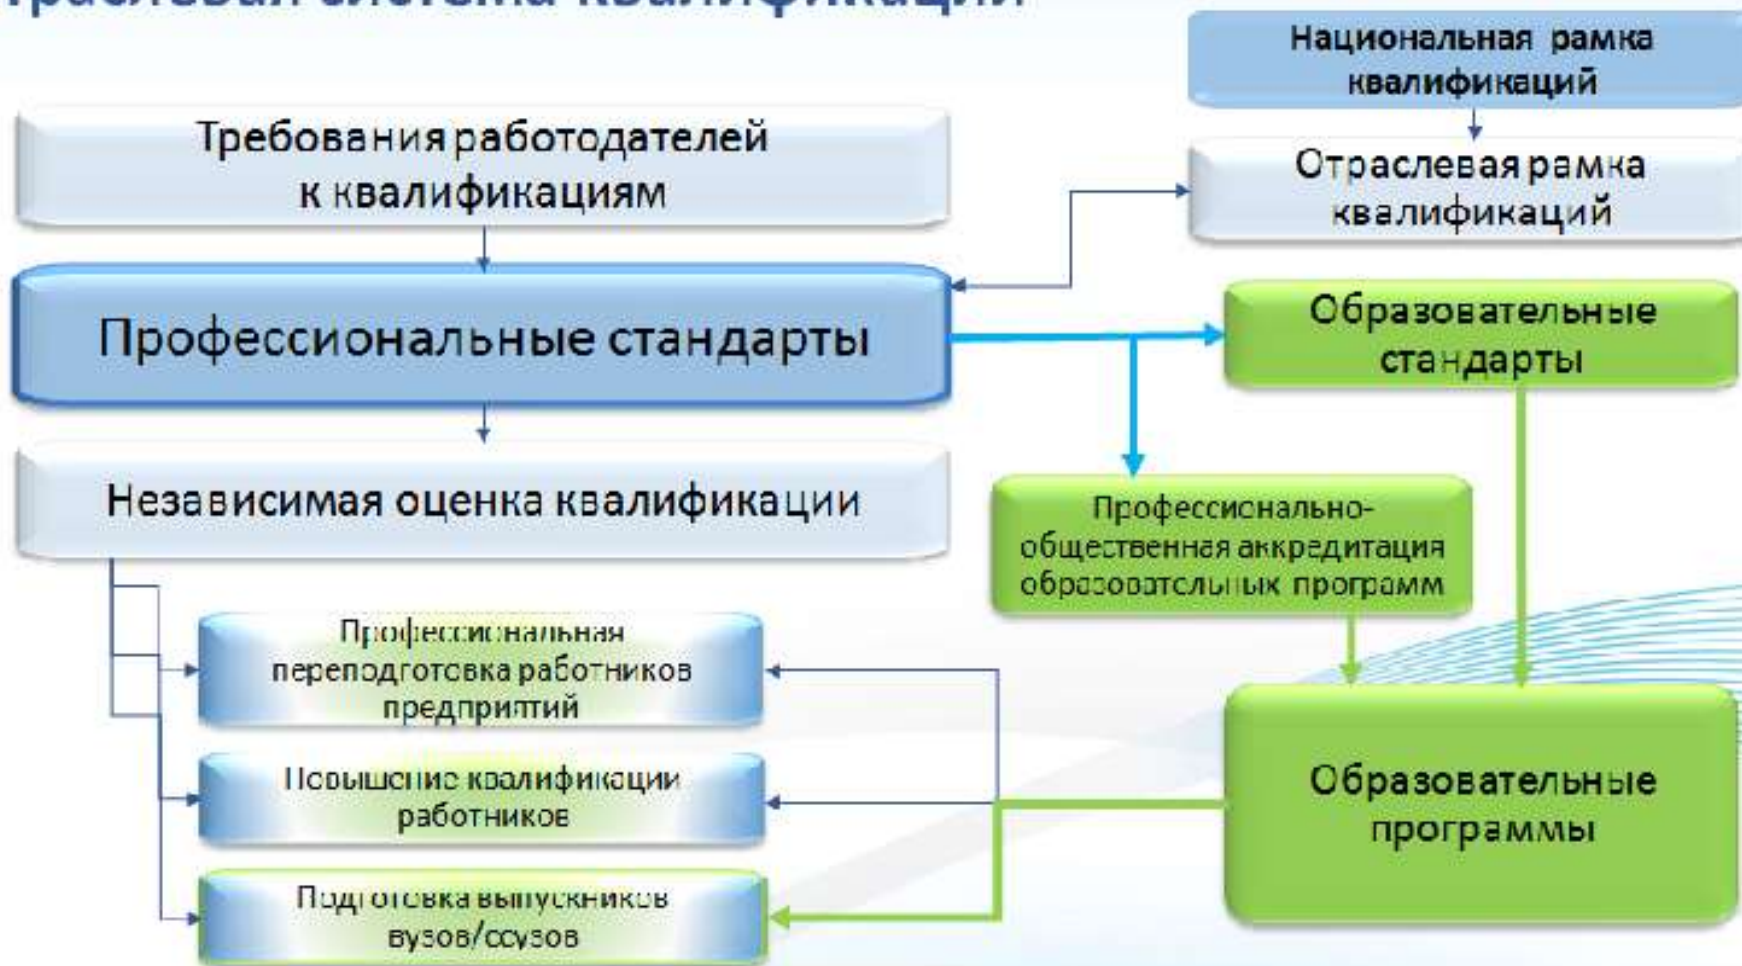 Национальная рамка
квалификаций
Требования работодателей
к квалификациям
Отраслевая рамка
квалификаций
Профессиональные стандарты
Образовательные
стандарты
Независимая оценка квалификации
Профессионально-
общественная аккредитация
образовательных программ
Профессиональная
переподготовка работников
предприятий
Повышение квалификации
работников
Подготовка выпускников
вузов/ссузов
Образовательные
программы